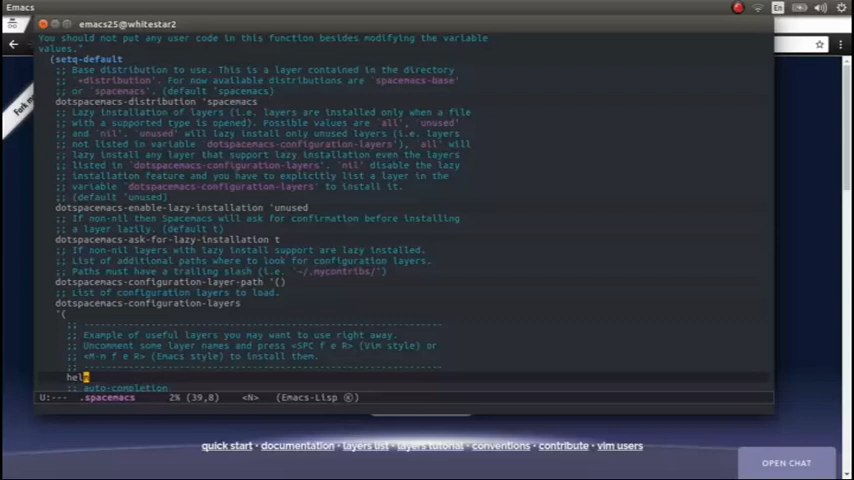 Emacs
En
emacs25@whitestar2
You should not put any user code in this function besides modifying the variable
values."
(setq-default
;; Base distribution to use. This is a layer contained in the directory
;; `+distribution'. For now available distributions are `spacemacs-base'
;; or `spacemacs'. (default 'spacemacs)
dotspacemacs-distribution 'spacemacs
;; Lazy installation of layers (i.e. layers are installed only when a file
;; with a supported type is opened). Possible values are `all', `unused'
;; and `nil'. `unused' will lazy install only unused layers (i.e. layers
;; not listed in variable `dotspacemacs-configuration-layers'), `all' will
;; lazy install any layer that support lazy installation even the layers
;; listed in `dotspacemacs-configuration-layers'. `nil' disable the lazy
;; installation feature and you have to explicitly list a layer in the
;; variable `dotspacemacs-configuration-layers' to install it.
;; (default 'unused)
dotspacemacs-enable-lazy-installation 'unused
;; If non-nil then Spacemacs will ask for confirmation before installing
;; a layer lazily. (default t)
dotspacemacs-ask-for-lazy-installation t
;; If non-nil layers with lazy install support are lazy installed.
;; List of additional paths where to look for configuration layers.
;; Paths must have a trailing slash (i.e. `~/.mycontribs/')
dotspacemacs-configuration-layer-path '()
;; List of configuration layers to load.
dotspacemacs-configuration-layers
'(
;; ----------------------------------------------------------------
;; Example of useful layers you may want to use right away.
;; Uncomment some layer names and press <SPC f e R> (Vim style) or
;; <M-m f e R> (Emacs style) to install them.
;; ----------------------------------------------------------------
helm
;; auto-completion
U:--- .spacemacs 2% (39,8) <N> (Emacs-Lisp Ⓚ)
Fork m
quick start · documentation · layers list · layers tutorial · conventions · contribute · vim users
OPEN CHAT